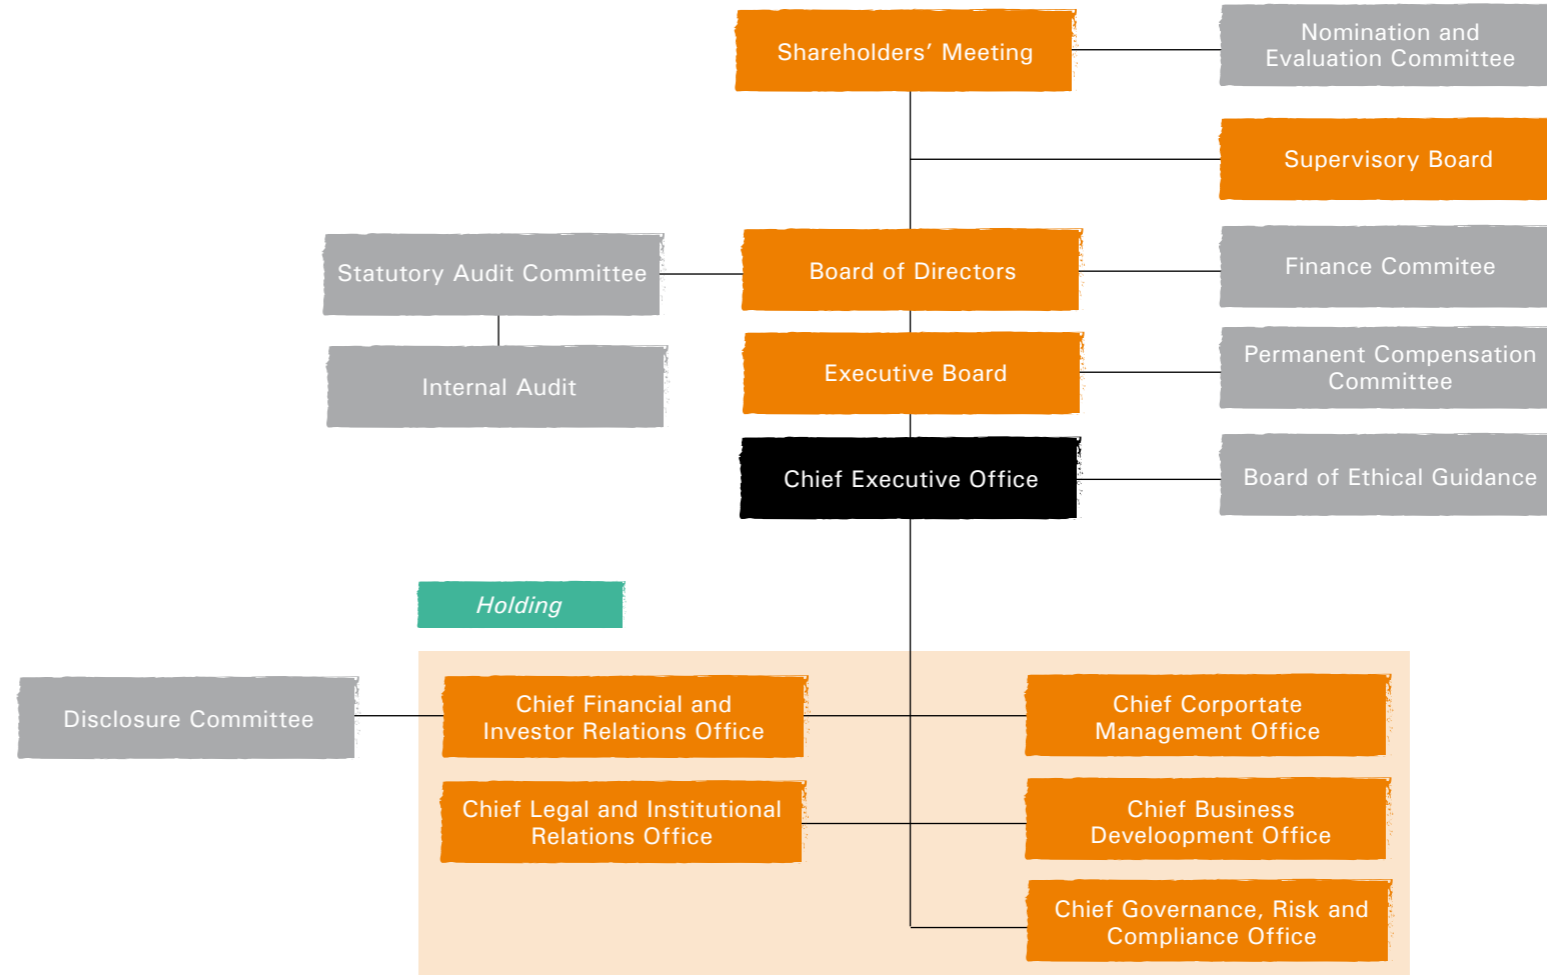 Shareholders’ Meeting
Nomination and
Evaluation Committee
Supervisory Board
Statutory Audit Committee
Board of Directors
Finance Commitee
Internal Audit
Executive Board
Permanent Compensation
Committee
Chief Executive Office
Board of Ethical Guidance
Holding
Disclosure Committee
Chief Financial and
Investor Relations Office
Chief Corportate
Management Office
Chief Legal and Institutional
Relations Office
Chief Business
Develoopment Office
Chief Governance, Risk and
Compliance Office